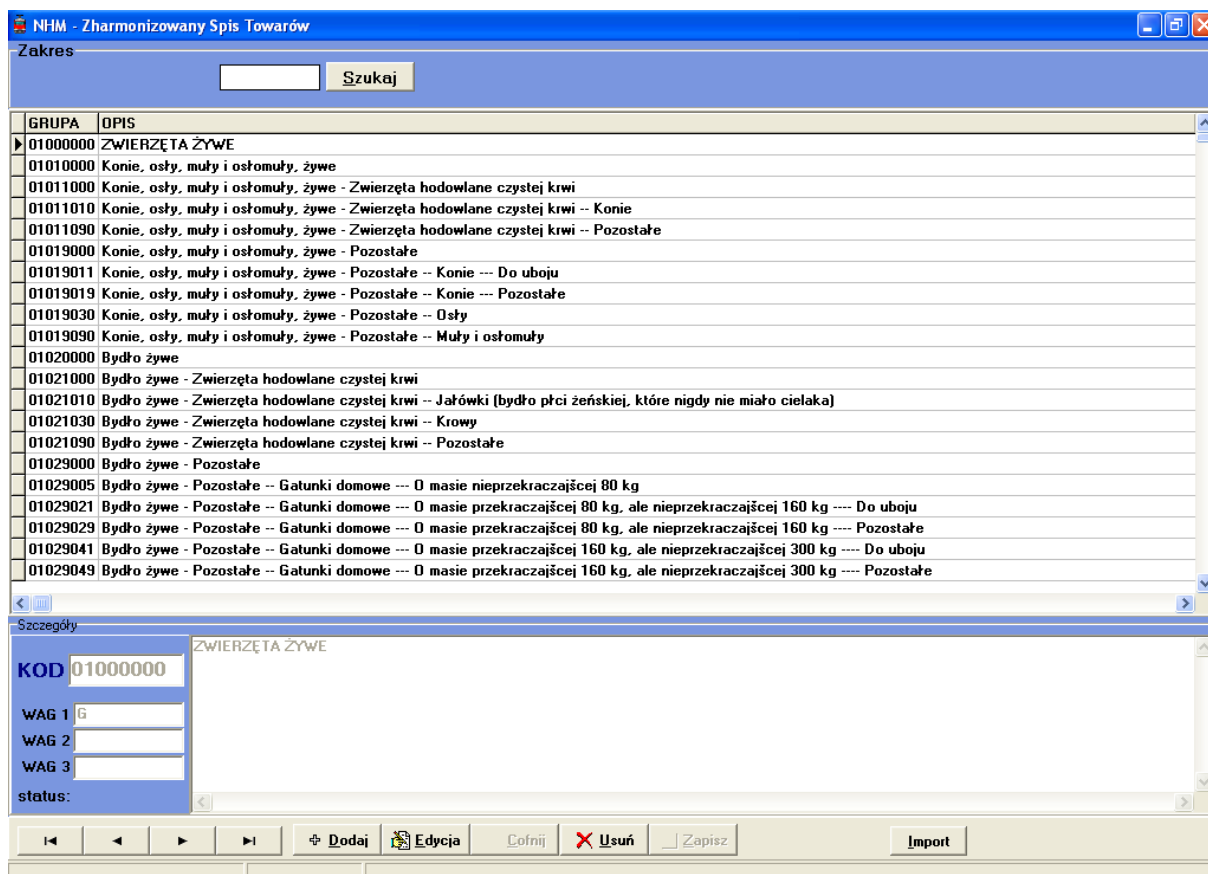 NHM - Zharmonizowany Spis Towarów
Zakres
Szukaj
GRUPA OPIS
01000000 ZWIERZĘTA ŻYWE
01010000 Konie, osły, muły i osłomuły, żywe
01011000 Konie, osły, muły i osłomuły, żywe - Zwierzęta hodowlane czystej krwi
01011010 Konie, osły, muły i osłomuły, żywe - Zwierzęta hodowlane czystej krwi -- Konie
01011090 Konie, osły, muły i osłomuły, żywe - Zwierzęta hodowlane czystej krwi -- Pozostałe
01019000 Konie, osły, muły i osłomuły, żywe - Pozostałe
01019011 Konie, osły, muły i osłomuły, żywe - Pozostałe -- Konie --- Do uboju
01019019 Konie, osły, muły i osłomuły, żywe - Pozostałe -- Konie --- Pozostałe
01019030 Konie, osły, muły i osłomuły, żywe - Pozostałe -- Osły
01019090 Konie, osły, muły i osłomuły, żywe - Pozostałe -- Muły i osłomuły
01020000 Bydło żywe
01021000 Bydło żywe - Zwierzęta hodowlane czystej krwi
01021010 Bydło żywe - Zwierzęta hodowlane czystej krwi -- Jałówki (bydło płci żeńskiej, które nigdy nie miało cielaka)
01021030 Bydło żywe - Zwierzęta hodowlane czystej krwi -- Krowy
01021090 Bydło żywe - Zwierzęta hodowlane czystej krwi -- Pozostałe
01029000 Bydło żywe - Pozostałe
01029005 Bydło żywe - Pozostałe -- Gatunki domowe --- O masie nieprzekraczajšcej 80 kg
01029021 Bydło żywe - Pozostałe -- Gatunki domowe --- O masie przekraczajšcej 80 kg, ale nieprzekraczajšcej 160 kg ---- Do uboju
01029029 Bydło żywe - Pozostałe -- Gatunki domowe --- O masie przekraczajšcej 80 kg, ale nieprzekraczajšcej 160 kg ---- Pozostałe
01029041 Bydło żywe - Pozostałe -- Gatunki domowe --- O masie przekraczajšcej 160 kg, ale nieprzekraczajšcej 300 kg ---- Do uboju
01029049 Bydło żywe - Pozostałe -- Gatunki domowe --- O masie przekraczajšcej 160 kg, ale nieprzekraczajšcej 300 kg ---- Pozostałe
Szczegóły
ZWIERZĘTA ŻYWE
KOD 01000000
WAG 1 G
WAG 2
WAG 3
status:
Dodaj Edycja Cofnij Usuń Zapisz Import